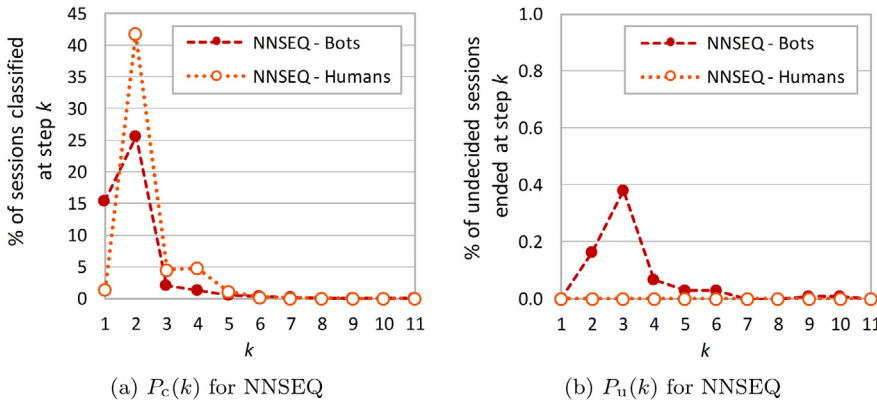 % of sessions classified
at step k
45
40
35
30
25
20
15
10
5
0
NNSEQ - Bots
NNSEQ - Humans
1 2 3 4 5 6 7 8 9 10 11
k
(a) Pc(k) for NNSEQ
% of undecided sessions
ended at step k
1.0
0.8
0.6
0.4
0.2
0.0
NNSEQ - Bots
NNSEQ - Humans
1 2 3 4 5 6 7 8 9 10 11
k
(b) Pu(k) for NNSEQ